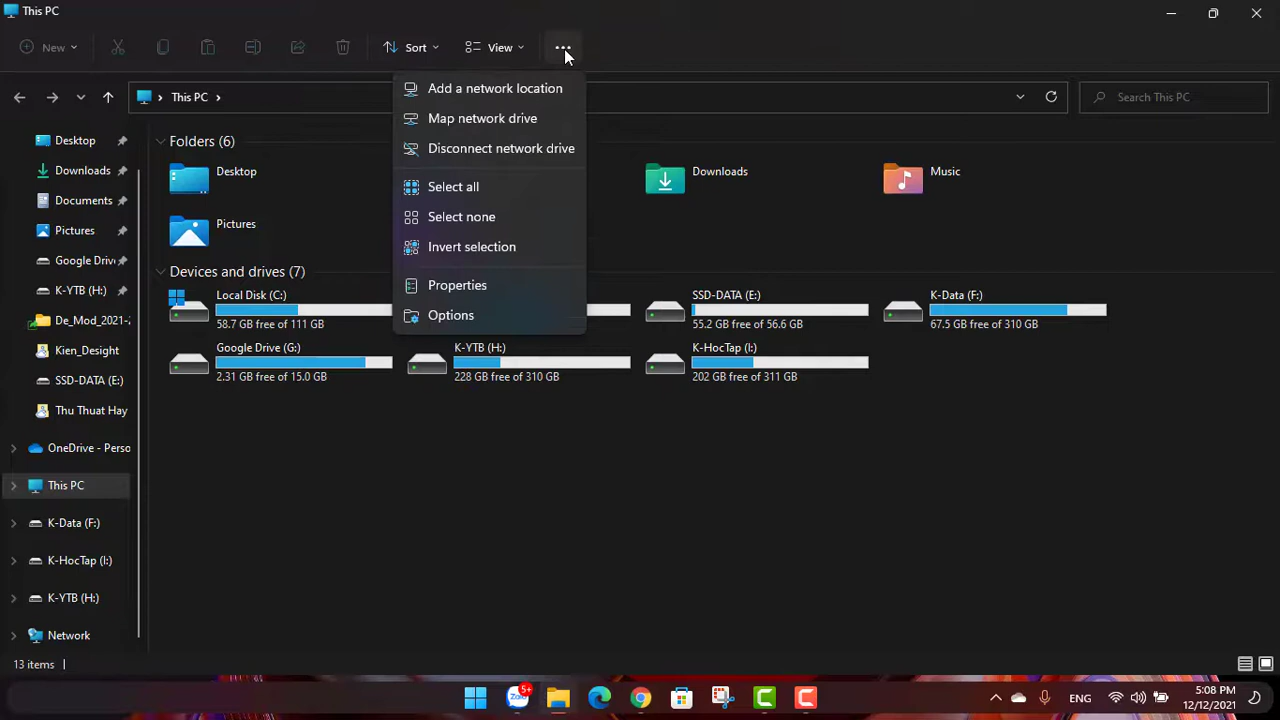 This PC
New
Sort
View
...
Add a network location
Map network drive
Disconnect network drive
Select all
Select none
Invert selection
Properties
Options
This PC
Search This PC
Desktop
Downloads
Documents
Pictures
Google Driv
K-YTB (H:)
De_Mod_2021-
Kien_Desight
SSD-DATA (E:)
Thu Thuat Hay
OneDrive - Perso
This PC
K-Data (F:)
K-HocTap (I:)
K-YTB (H:)
Network
Folders (6)
Desktop
Downloads
Music
Pictures
Devices and drives (7)
Local Disk (C:)
58.7 GB free of 111 GB
SSD-DATA (E:)
55.2 GB free of 56.6 GB
K-Data (F:)
67.5 GB free of 310 GB
Google Drive (G:)
2.31 GB free of 15.0 GB
K-YTB (H:)
228 GB free of 310 GB
K-HocTap (I:)
202 GB free of 311 GB
13 items
Zalo
5+
ENG
5:08 PM
12/12/2021